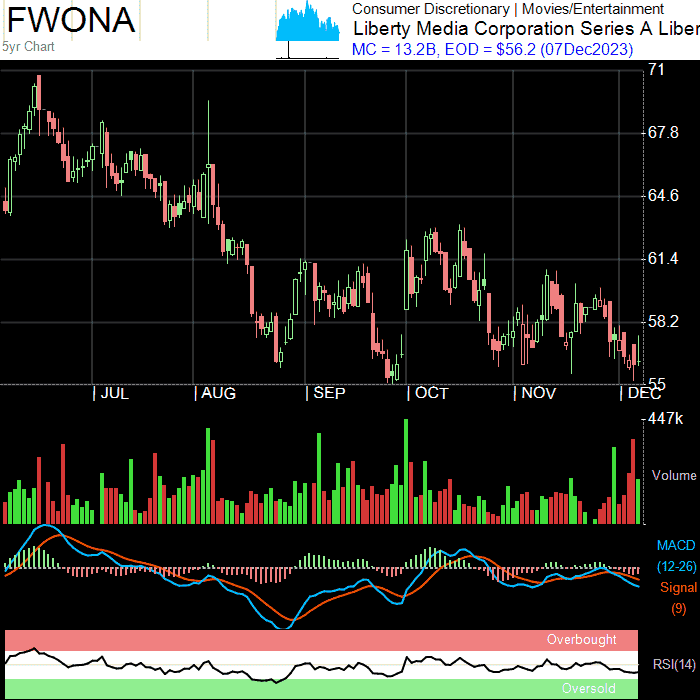 FWONA
5yr Chart
Consumer Discretionary | Movies/Entertainment
Liberty Media Corporation Series A Liber
MC = 13.2B, EOD = $56.2 (07Dec2023)
71
67.8
64.6
61.4
58.2
55
| JUL | AUG | SEP | OCT | NOV | DEC
447k
Volume
MACD
(12-26)
Signal
(9)
Overbought
RSI(14)
Oversold